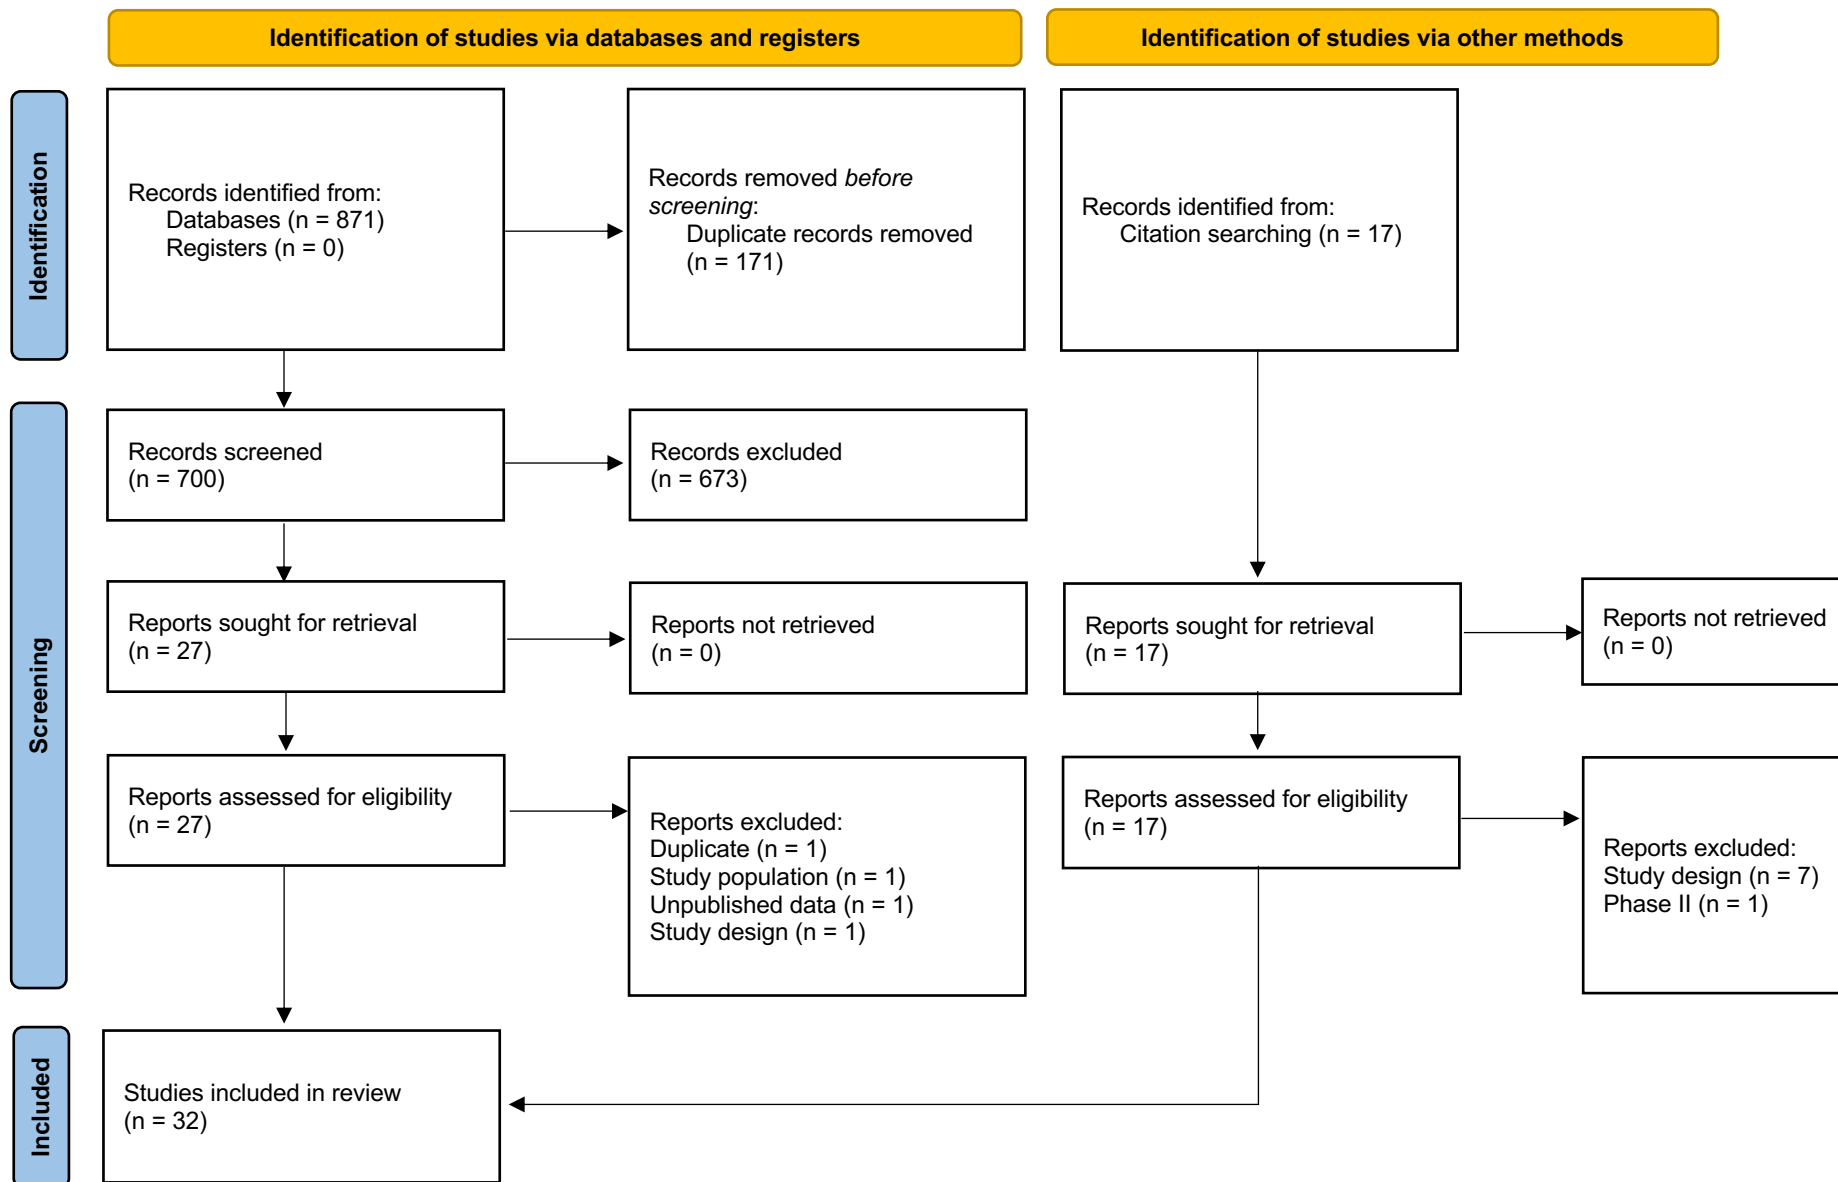 Identification of studies via databases and registers
Identification of studies via other methods
Identification
Records identified from:
Databases (n = 871)
Registers (n = 0)
Records removed before
screening:
Duplicate records removed
(n = 171)
Records identified from:
Citation searching (n = 17)
Screening
Records screened
(n = 700)
Records excluded
(n = 673)
Reports sought for retrieval
(n = 27)
Reports not retrieved
(n = 0)
Reports sought for retrieval
(n = 17)
Reports not retrieved
(n = 0)
Reports assessed for eligibility
(n = 27)
Reports excluded:
Duplicate (n = 1)
Study population (n = 1)
Unpublished data (n = 1)
Study design (n = 1)
Reports assessed for eligibility
(n = 17)
Reports excluded:
Study design (n = 7)
Phase II (n = 1)
Included
Studies included in review
(n = 32)